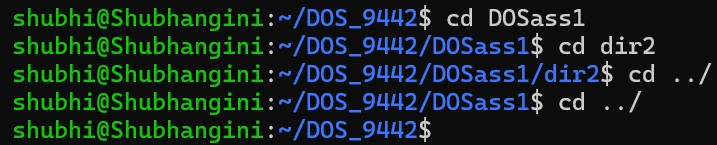 shubhi@Shubhangini:~/DOS_9442$ cd DOSass1
shubhi@Shubhangini:~/DOS_9442/DOSass1$ cd dir2
shubhi@Shubhangini:~/DOS_9442/DOSass1/dir2$ cd ../
shubhi@Shubhangini:~/DOS_9442/DOSass1$ cd ../
shubhi@Shubhangini:~/DOS_9442$